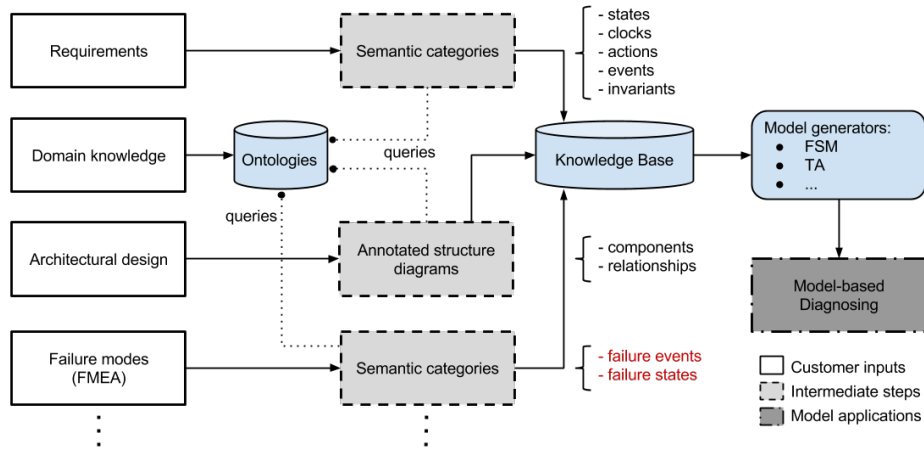 Requirements
Semantic categories
- states
- clocks
- actions
- events
- invariants
Domain knowledge
Ontologies
queries
Knowledge Base
Model generators:
● FSM
● TA
● ...
queries
Architectural design
Annotated structure
diagrams
- components
- relationships
Model-based
Diagnosing
Failure modes
(FMEA)
Semantic categories
- failure events
- failure states
Customer inputs
Intermediate steps
Model applications